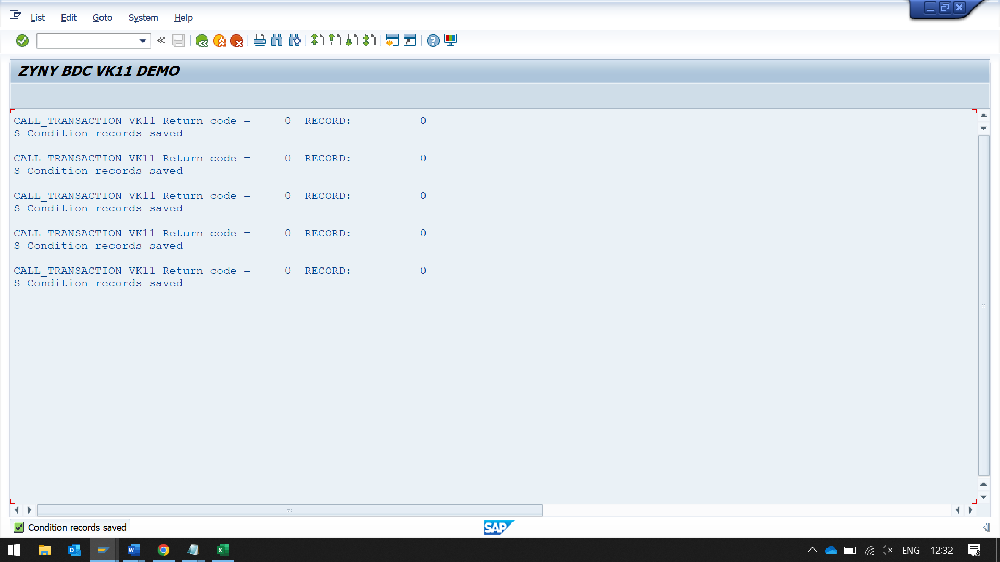 List Edit Goto System Help
ZYNY BDC VK11 DEMO
CALL_TRANSACTION VK11 Return code = 0 RECORD: 0
S Condition records saved
CALL_TRANSACTION VK11 Return code = 0 RECORD: 0
S Condition records saved
CALL_TRANSACTION VK11 Return code = 0 RECORD: 0
S Condition records saved
CALL_TRANSACTION VK11 Return code = 0 RECORD: 0
S Condition records saved
CALL_TRANSACTION VK11 Return code = 0 RECORD: 0
S Condition records saved
Condition records saved
SAP
ENG 12:32